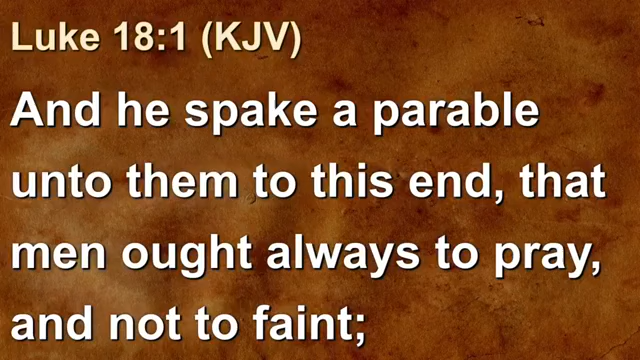 Luke 18:1 (KJV)
And he spake a parable
unto them to this end, that
men ought always to pray,
and not to faint;